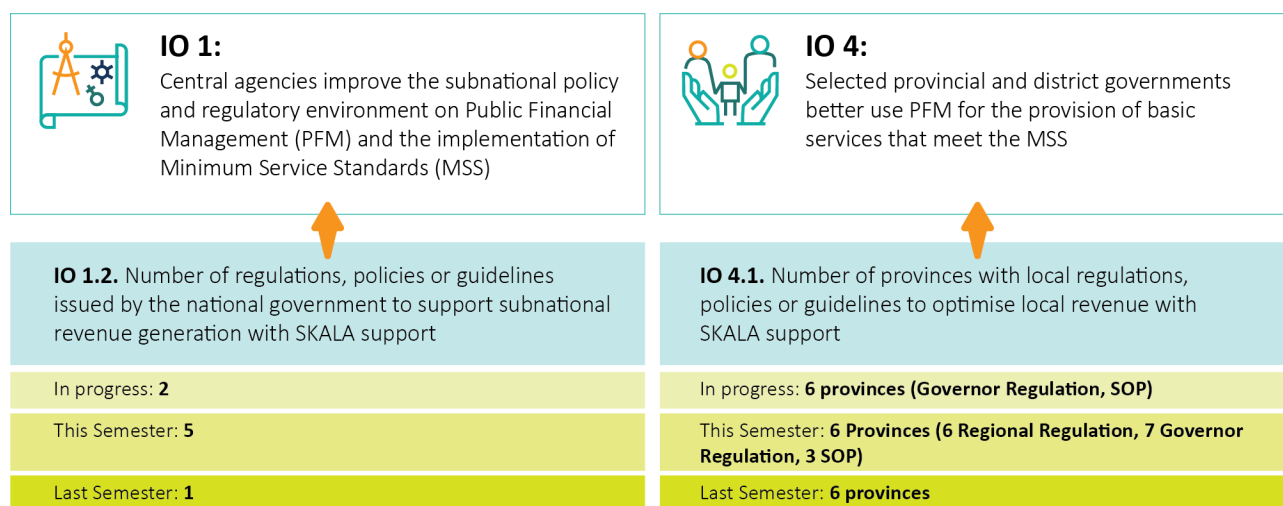 IO 1:
Central agencies improve the subnational policy
and regulatory environment on Public Financial
Management (PFM) and the implementation of
Minimum Service Standards (MSS)
IO 1.2. Number of regulations, policies or guidelines
issued by the national government to support subnational
revenue generation with SKALA support
In progress: 2
This Semester: 5
Last Semester: 1
IO 4:
Selected provincial and district governments
better use PFM for the provision of basic
services that meet the MSS
IO 4.1. Number of provinces with local regulations,
policies or guidelines to optimise local revenue with
SKALA support
In progress: 6 provinces (Governor Regulation, SOP)
This Semester: 6 Provinces (6 Regional Regulation, 7 Governor
Regulation, 3 SOP)
Last Semester: 6 provinces